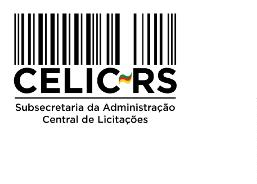 CELIC RS
Subsecretaria da Administração
Central de Licitações